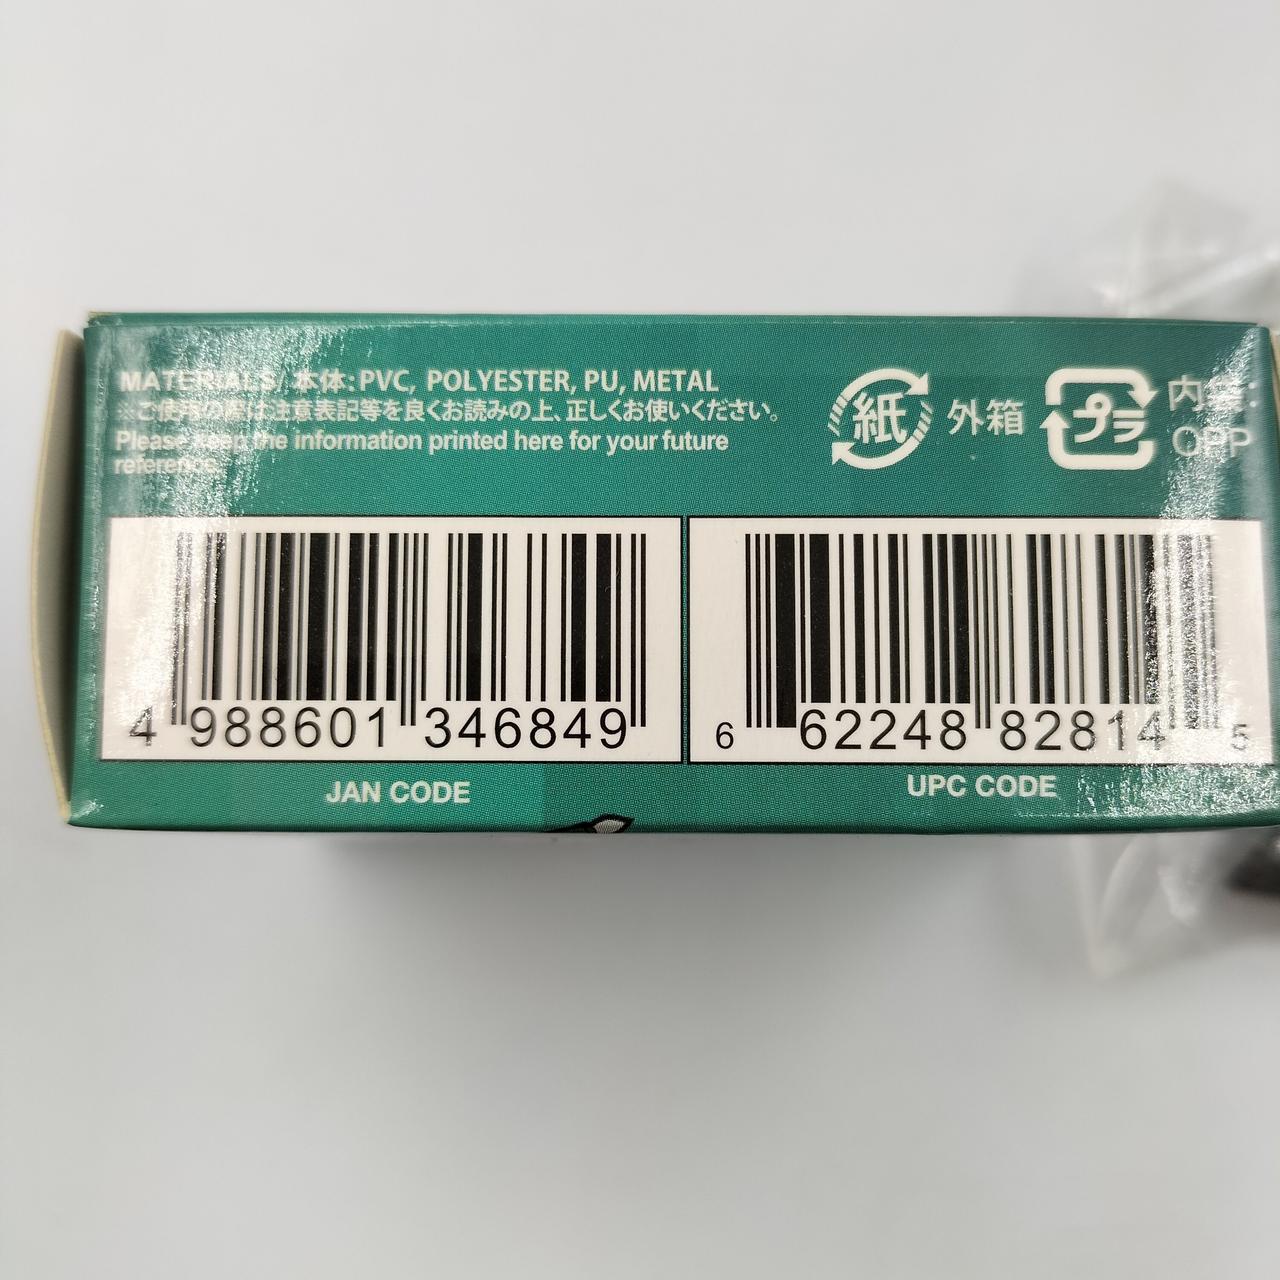 MATERIALS/ 本体:PVC, POLYESTER, PU, METAL
※ご使用の際は注意表記等を良くお読みの上、正しくお使いください。
Please keep the information printed here for your future
reference.
紙 外箱
プラ 内袋:
OPP
4 988601 346849
JAN CODE
6 62248 82814 5
UPC CODE